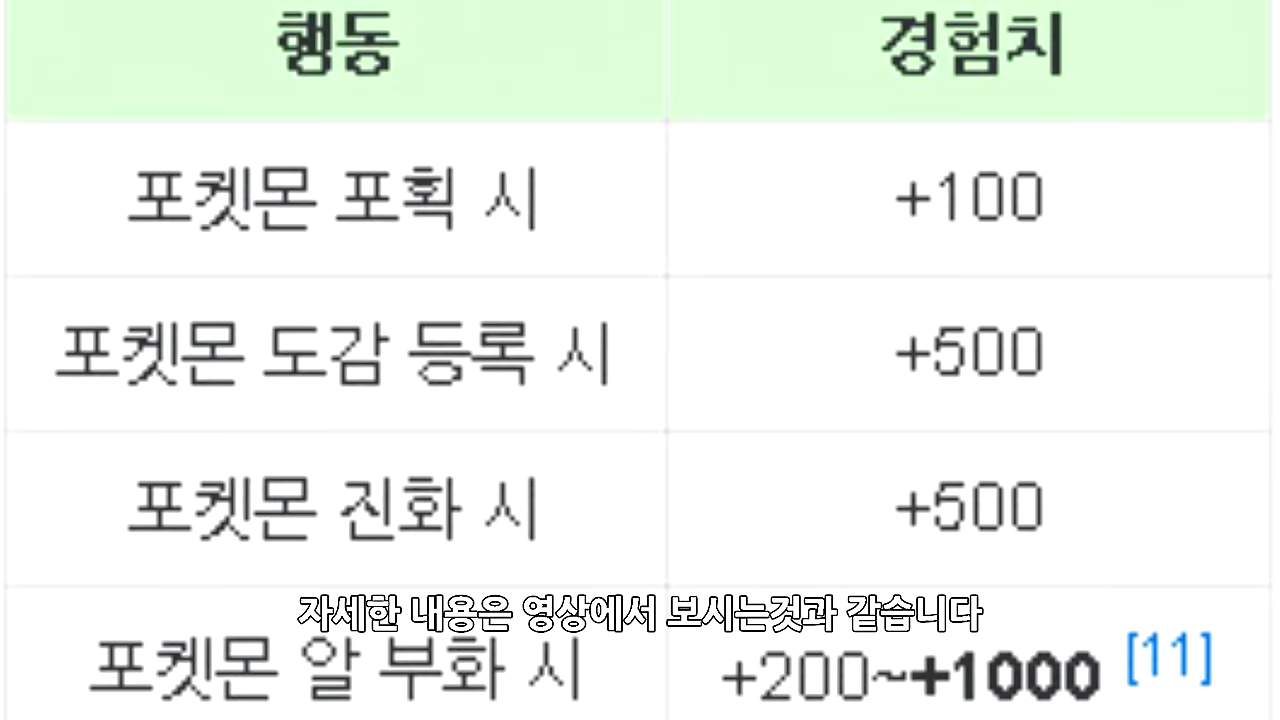 행동 경험치
포켓몬 포획 시 +100
포켓몬 도감 등록 시 +500
포켓몬 진화 시 +500
자세한 내용은 영상에서 보시는것과 같습니다
포켓몬 알 부화 시 +200~+1000 [11]